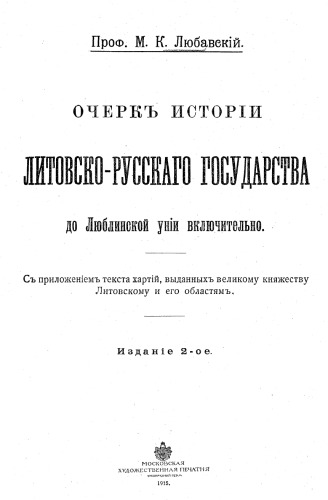 Проф. М. К. Любавскій.
ОЧЕРКЪ ИСТОРІИ
ЛИТОВСКО-РУССКАГО ГОСУДАРСТВА
до Люблинской уніи включительно.
Съ приложеніемъ текста хартій, выданныхъ великому княжеству
Литовскому и его областямъ.
Изданіе 2-ое.
МОСКОВСКАЯ
ХУДОЖЕСТВЕННАЯ ПЕЧАТНЯ
1915.